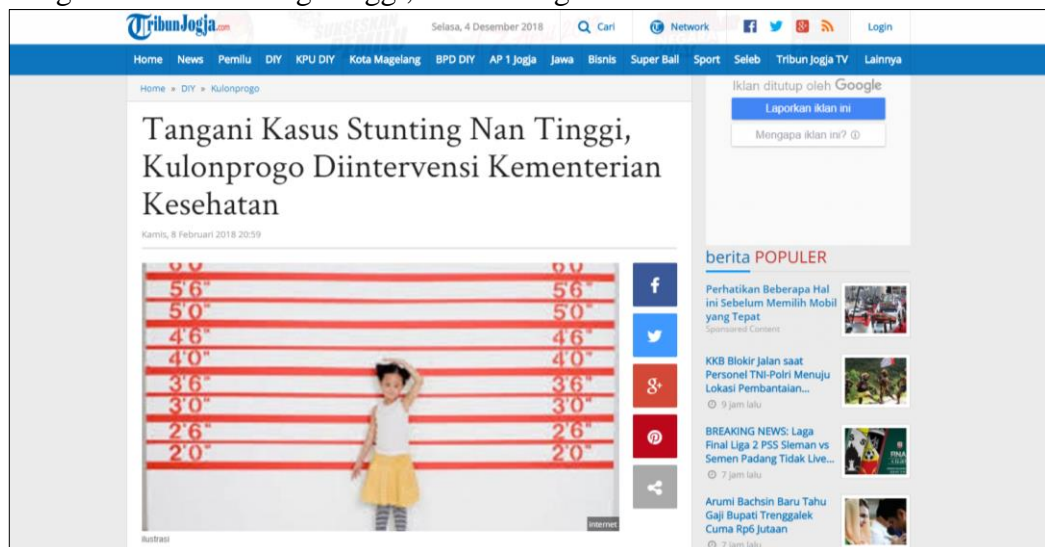 TribunJogja.com
Selasa, 4 Desember 2018
Cari
Network
Login
Home News Pemilu DIY KPU DIY Kota Magelang BPD DIY AP 1 Jogja Jawa Bisnis Super Ball Sport Seleb Tribun Jogja TV Lainnya
Home » DIY » Kulonprogo
Iklan ditutup oleh Google
Laporkan iklan ini
Mengapa iklan ini?
Tangani Kasus Stunting Nan Tinggi,
Kulonprogo Diintervensi Kementerian
Kesehatan
Kamis, 8 Februari 2018 20:59
5'6" 5'6"
5'0" 5'0"
4'6" 4'6"
4'0" 4'0"
3'6" 3'6"
3'0" 3'0"
2'6" 2'6"
2'0" 2'0"
internet
ilustrasi
berita POPULER
Perhatikan Beberapa Hal
ini Sebelum Memilih Mobil
yang Tepat
Sponsored Content
KKB Blokir Jalan saat
Personel TNI-Polri Menuju
Lokasi Pembantaian...
9 jam lalu
BREAKING NEWS: Laga
Final Liga 2 PSS Sleman vs
Semen Padang Tidak Live...
7 jam lalu
Arumi Bachsin Baru Tahu
Gaji Bupati Trenggalek
Cuma Rp6 Jutaan
7 jam lalu